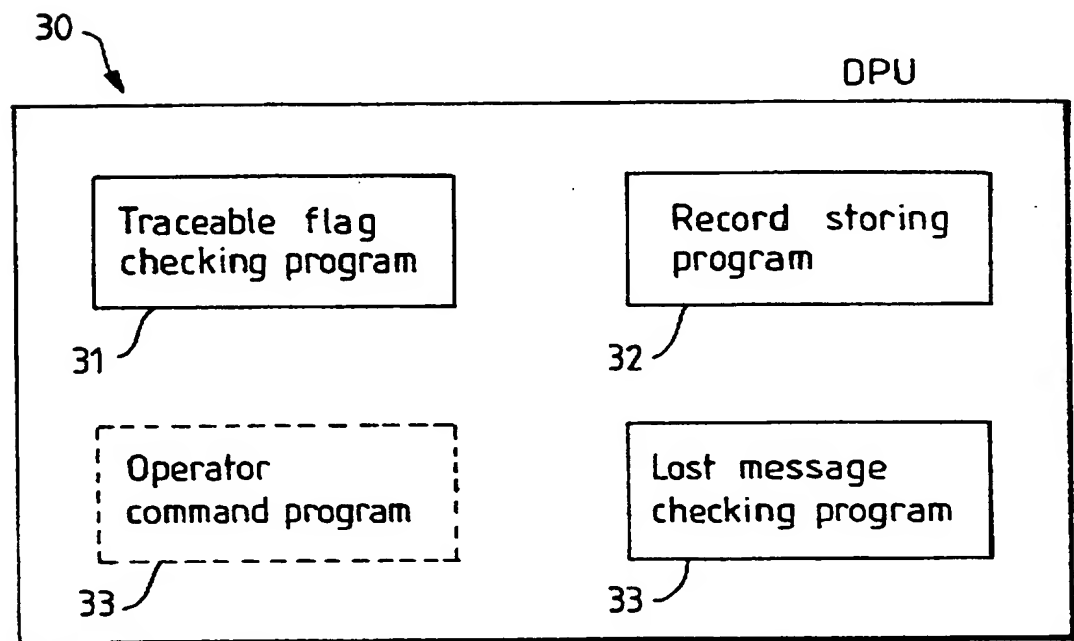 30
DPU
Traceable flag
checking program
31
Record storing
program
32
Operator
command program
33
Lost message
checking program
33